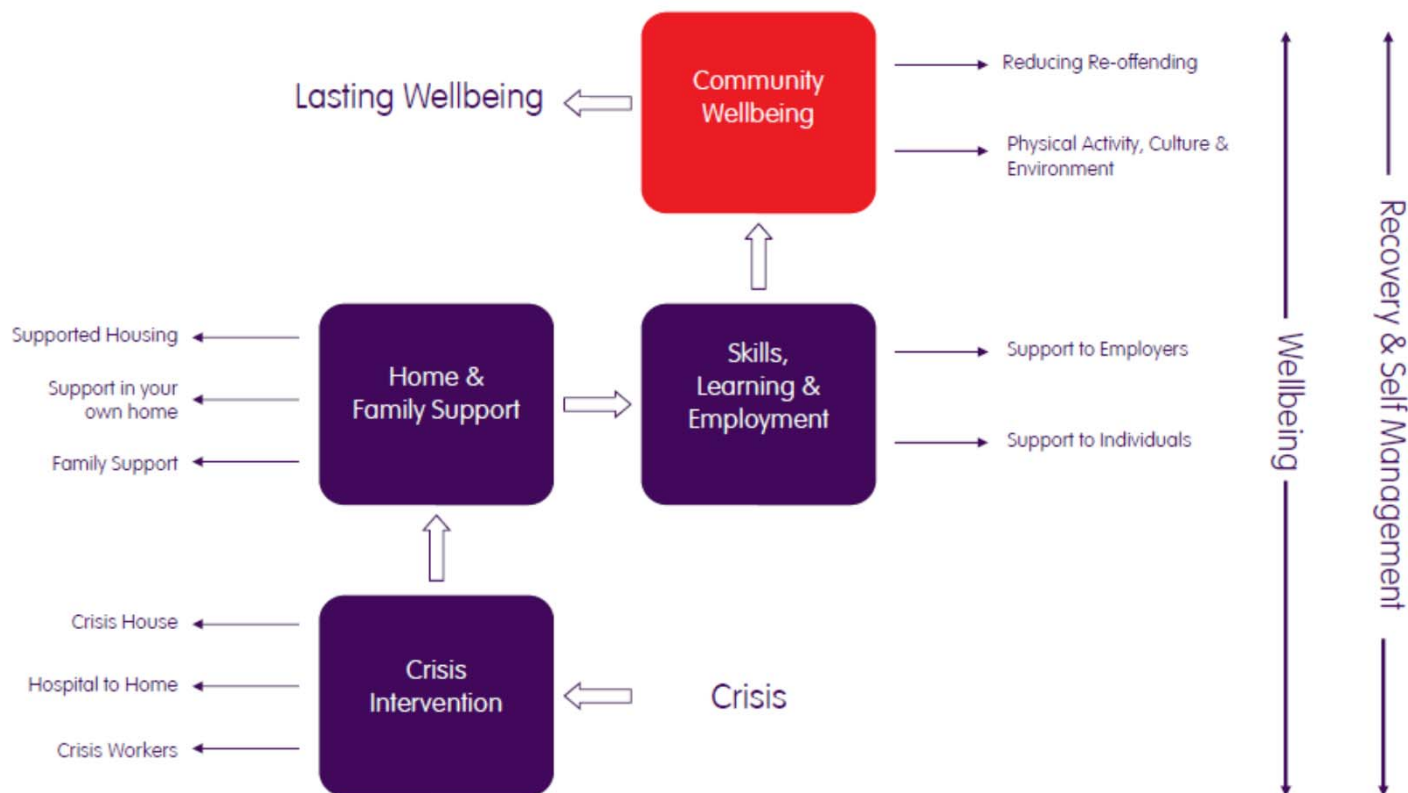 Lasting Wellbeing
Community
Wellbeing
Reducing Re-offending
Physical Activity, Culture &
Environment
Supported Housing
Support in your
own home
Family Support
Home &
Family Support
Skills,
Learning &
Employment
Support to Employers
Support to Individuals
Crisis House
Hospital to Home
Crisis Workers
Crisis
Intervention
Crisis
Wellbeing
Recovery & Self Management